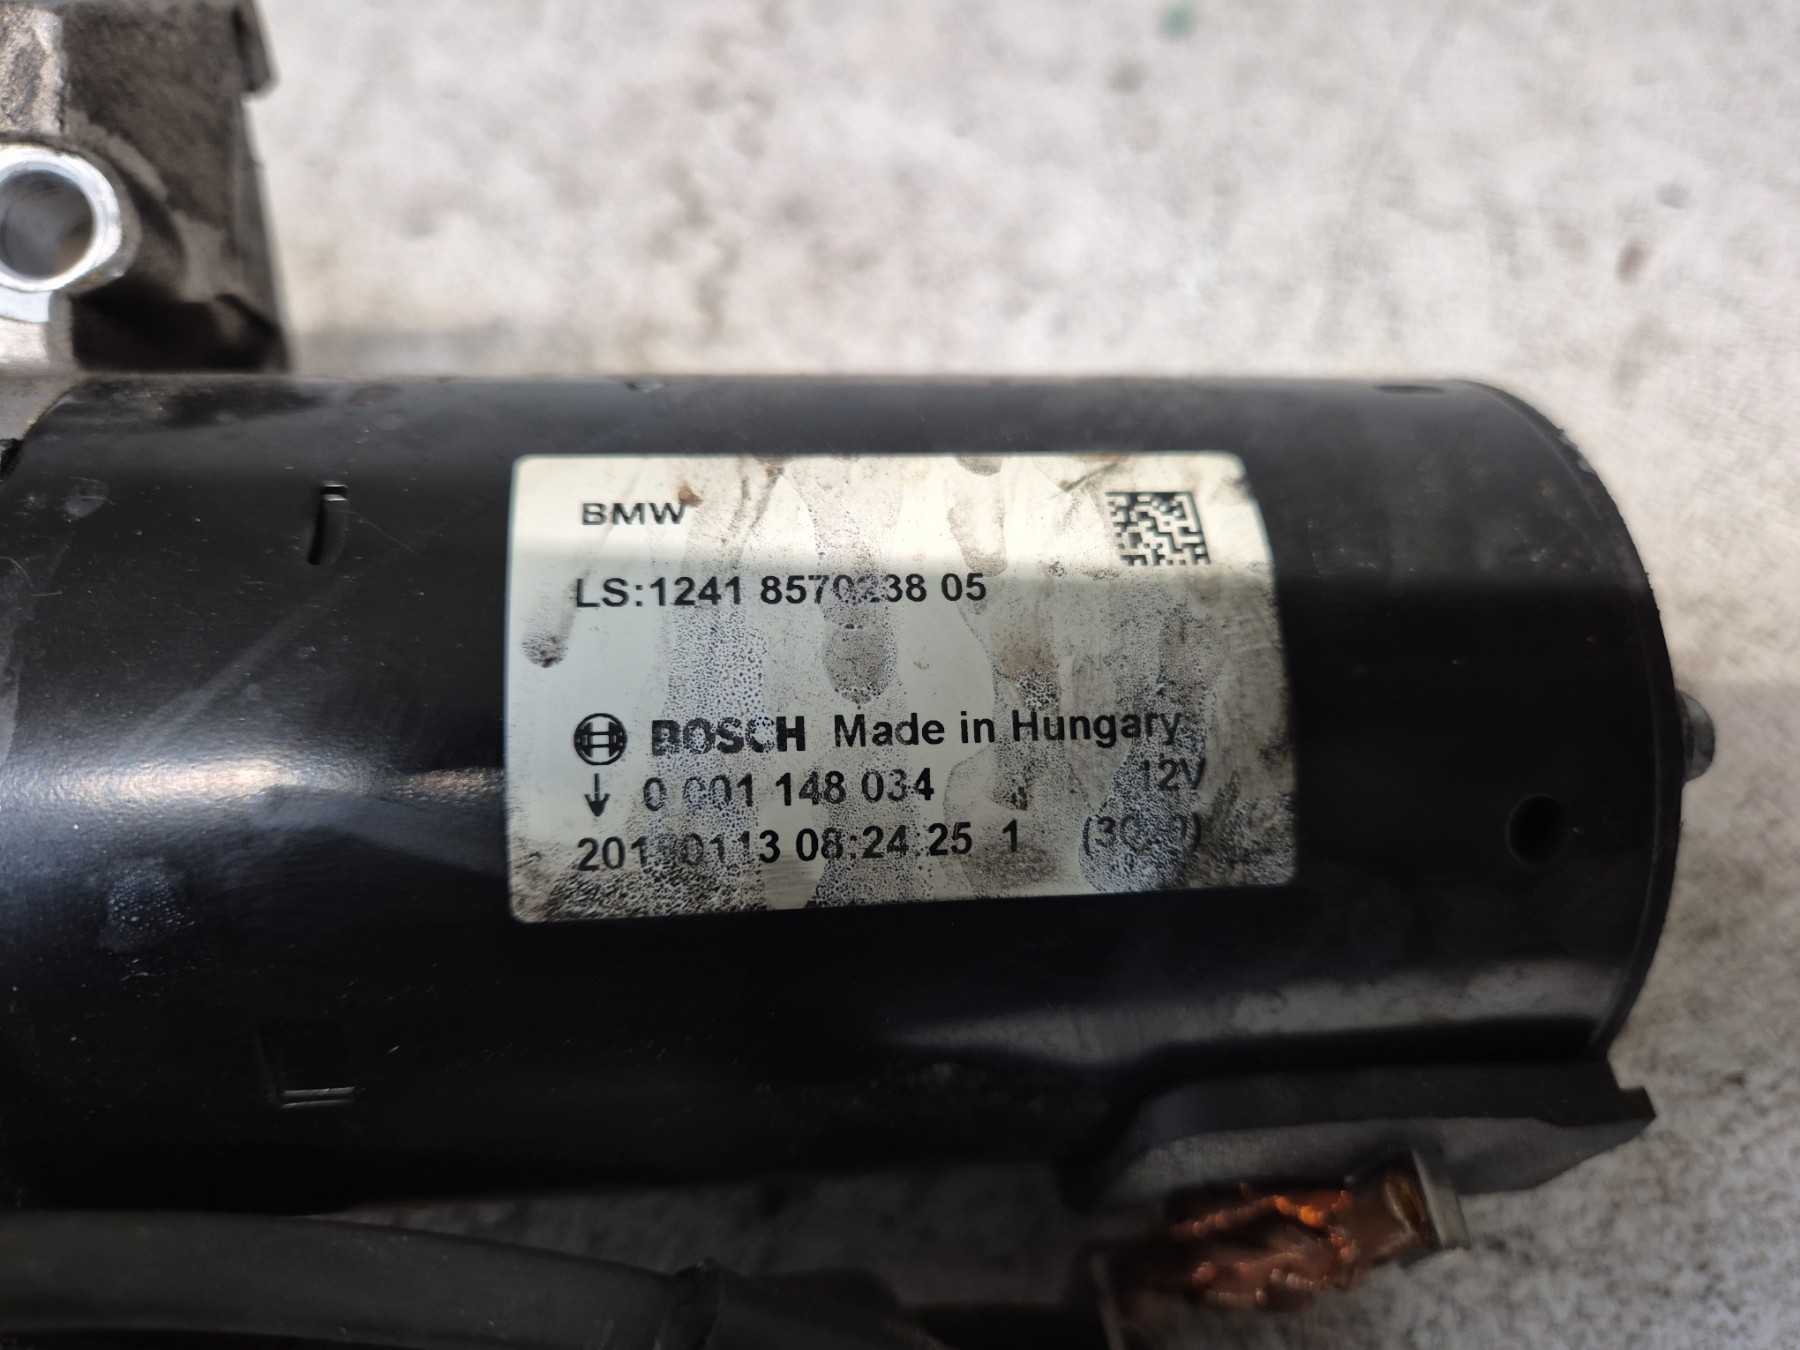 BMW
LS:1241 8570238 05
BOSCH Made in Hungary
↓ 0 001 148 034 12V
08:24:25 1